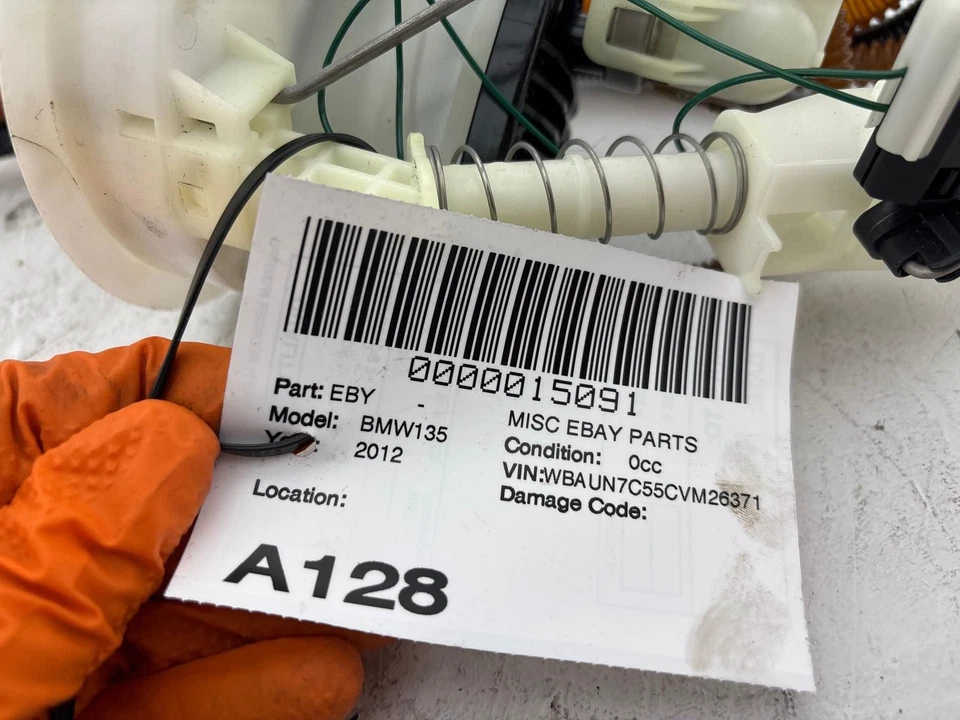 0000015091
Part: EBY -
MISC EBAY PARTS
Model: BMW135
Condition: 0cc
2012
VIN:WBAUN7C55CVM26371
Location:
Damage Code:
A128